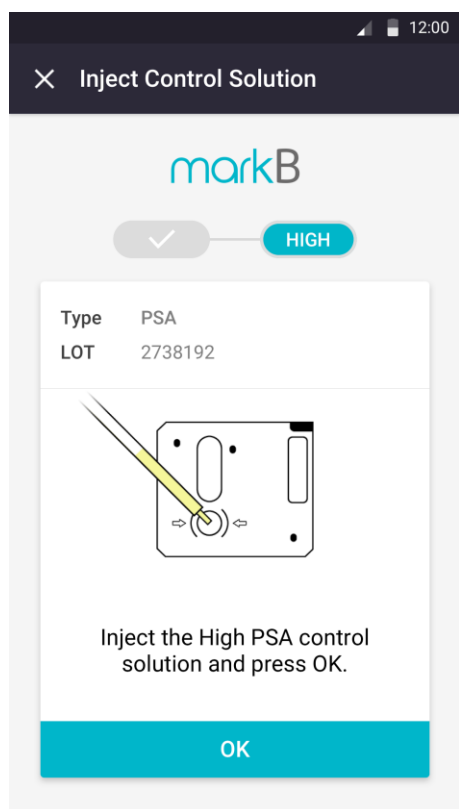 12:00
Inject Control Solution
markB
HIGH
Type PSA
LOT 2738192
Inject the High PSA control
solution and press OK.
OK